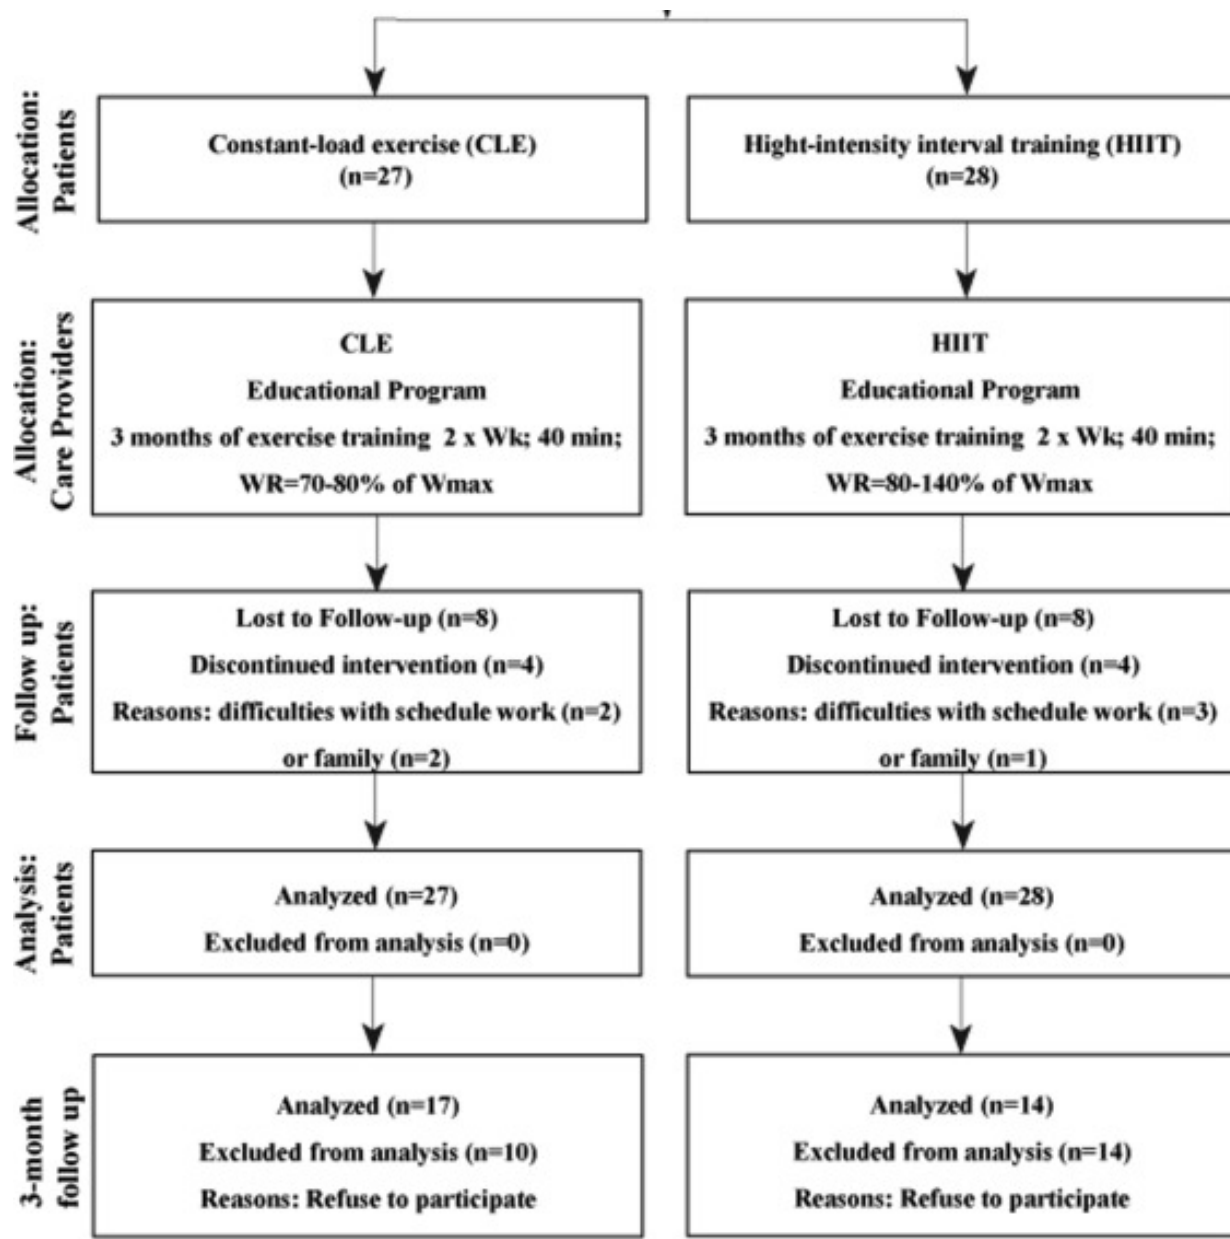 Allocation:
Patients
Constant-load exercise (CLE)
(n=27)
Hight-intensity interval training (HIIT)
(n=28)
Allocation:
Care Providers
CLE
Educational Program
3 months of exercise training 2 x Wk; 40 min;
WR=70-80% of Wmax
HIIT
Educational Program
3 months of exercise training 2 x Wk; 40 min;
WR=80-140% of Wmax
Follow up:
Patients
Lost to Follow-up (n=8)
Discontinued intervention (n=4)
Reasons: difficulties with schedule work (n=2)
or family (n=2)
Lost to Follow-up (n=8)
Discontinued intervention (n=4)
Reasons: difficulties with schedule work (n=3)
or family (n=1)
Analysis:
Patients
Analyzed (n=27)
Excluded from analysis (n=0)
Analyzed (n=28)
Excluded from analysis (n=0)
3-month
follow up
Analyzed (n=17)
Excluded from analysis (n=10)
Reasons: Refuse to participate
Analyzed (n=14)
Excluded from analysis (n=14)
Reasons: Refuse to participate